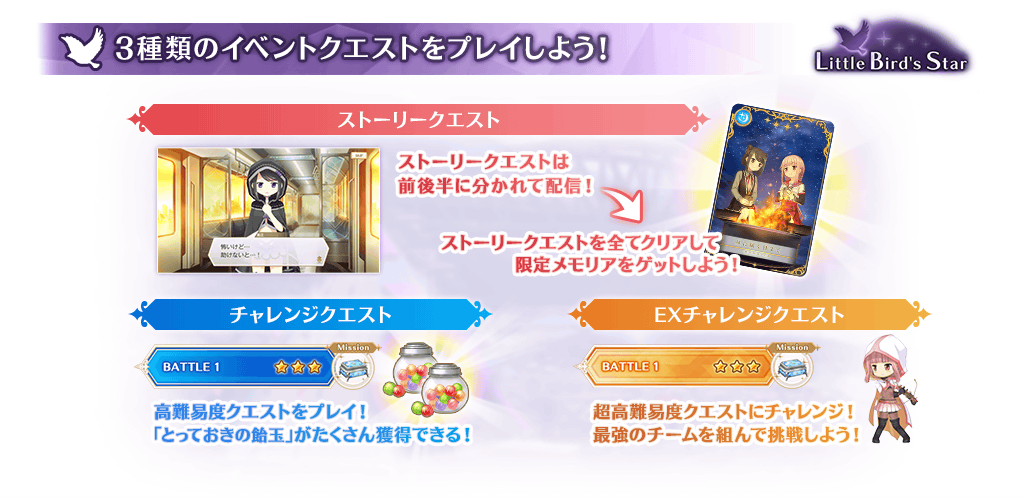 3種類のイベントクエストをプレイしよう!
Little Bird's Star
ストーリークエスト
ストーリークエストは
前後半に分かれて配信!
怖いけど…
助けないと…!
ストーリークエストを全てクリアして
限定メモリアをゲットしよう!
チャレンジクエスト
BATTLE 1
Mission
高難易度クエストをプレイ!
「とっておきの飴玉」がたくさん獲得できる!
EXチャレンジクエスト
BATTLE 1
Mission
超高難易度クエストにチャレンジ!
最強のチームを組んで挑戦しよう!